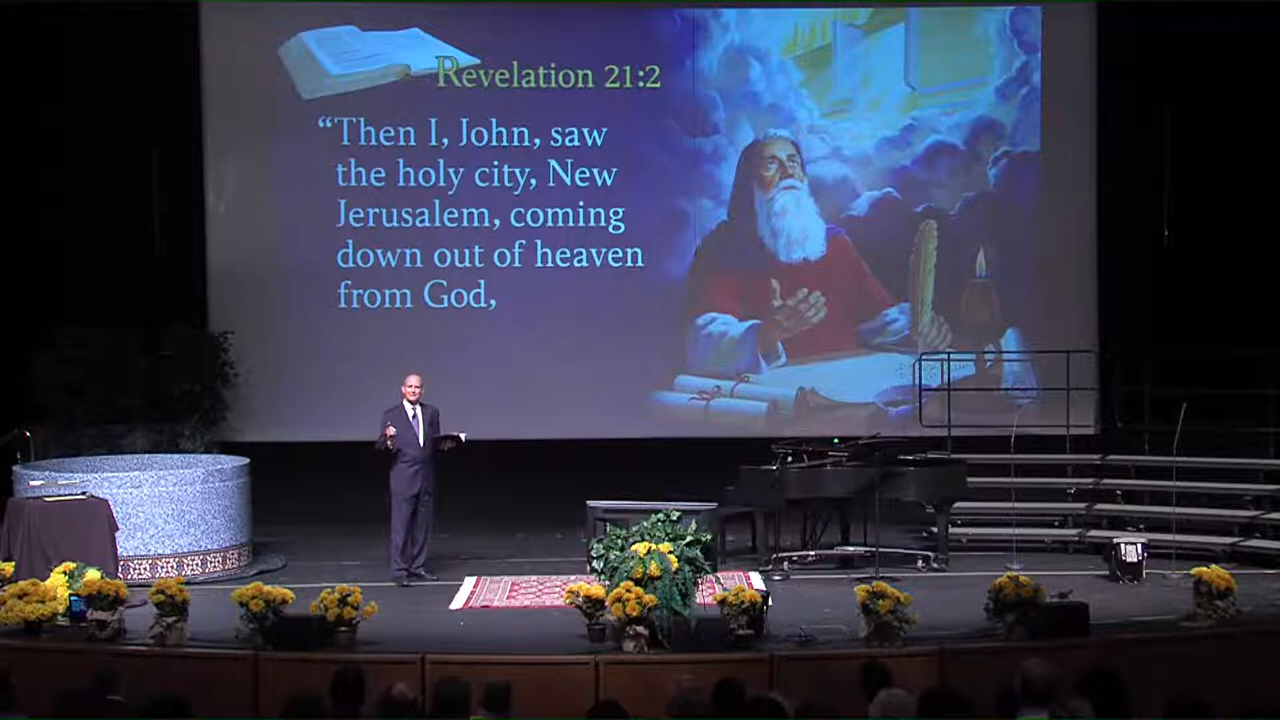 Revelation 21:2
“Then I, John, saw
the holy city, New
Jerusalem, coming
down out of heaven
from God,